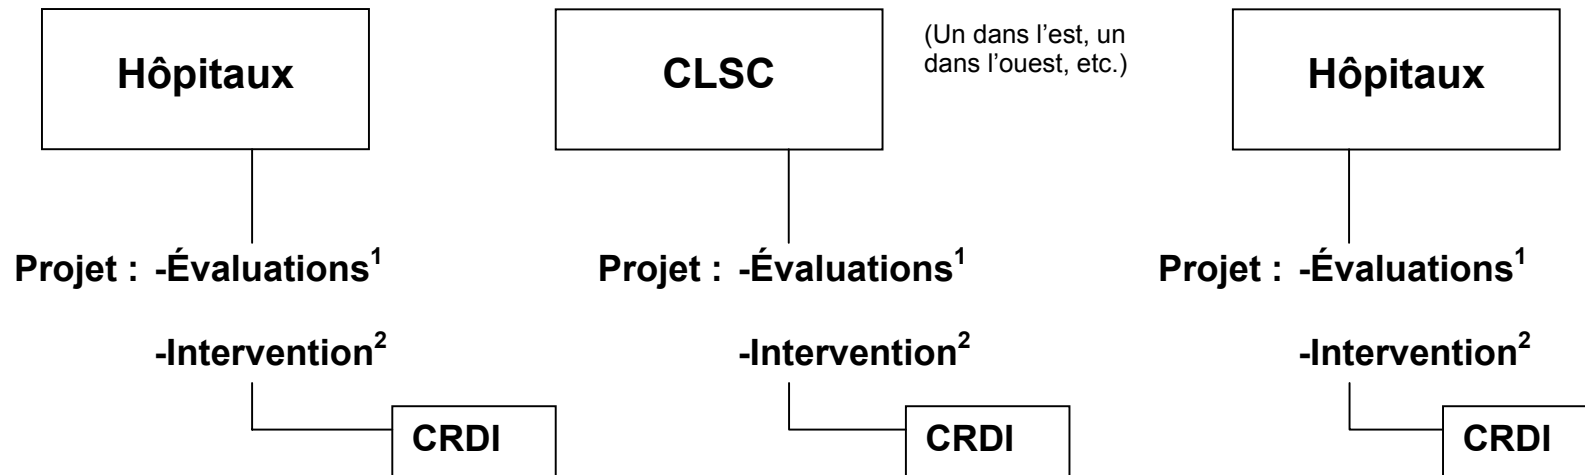 Hôpitaux
CLSC
(Un dans l’est, un
dans l’ouest, etc.)
Hôpitaux
Projet : -Évaluations1
-Intervention2
CRDI
Projet : -Évaluations1
-Intervention2
CRDI
Projet : -Évaluations1
-Intervention2
CRDI